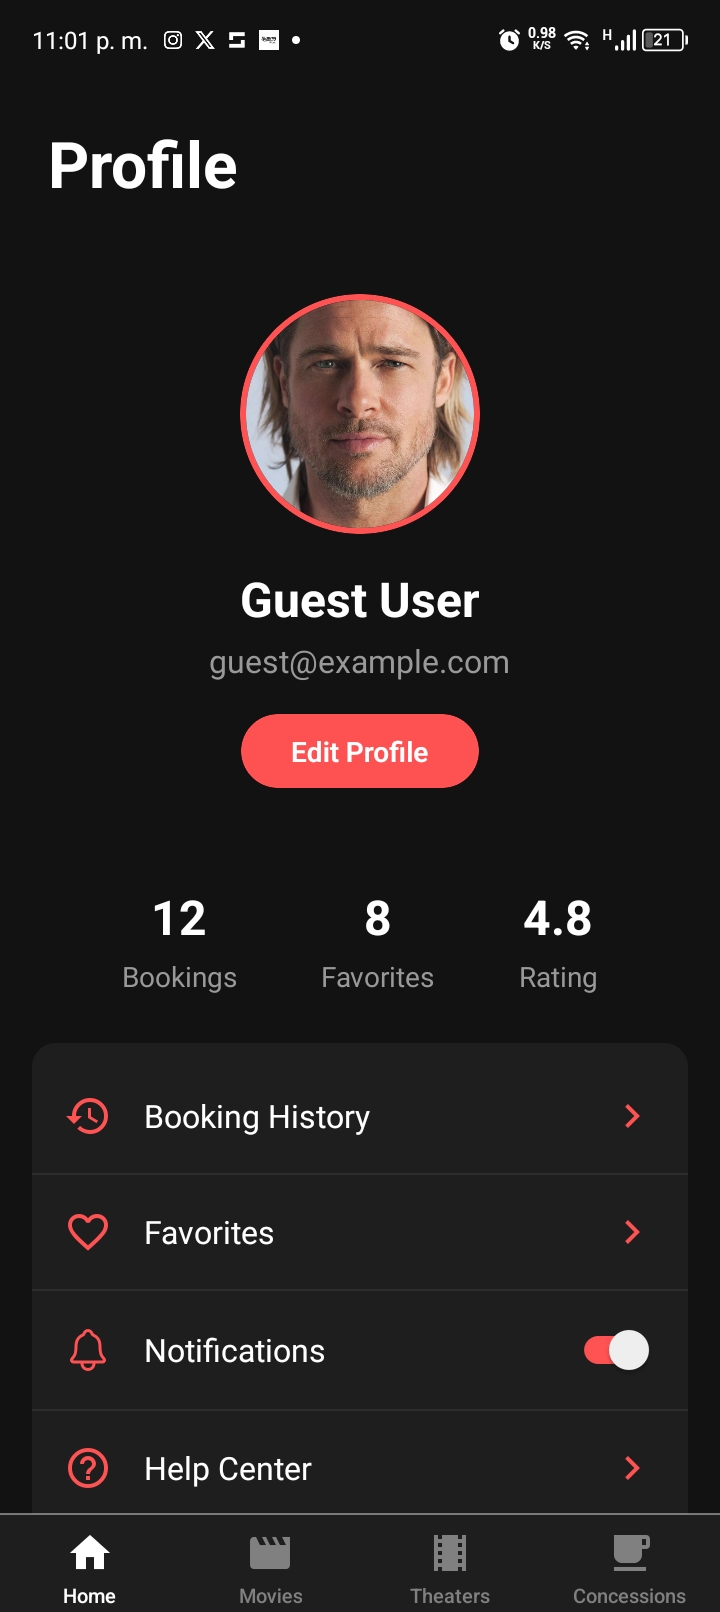 11:01 p. m.
0.98
K/S
H
21
Profile
Guest User
guest@example.com
Edit Profile
12
8
4.8
Bookings
Favorites
Rating
Booking History
Favorites
Notifications
Help Center
Home
Movies
Theaters
Concessions